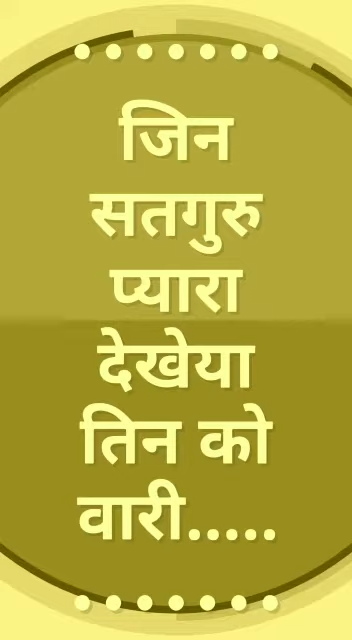 जिन
सतगुरु
प्यारा
देखेया
तिन को
वारी.....